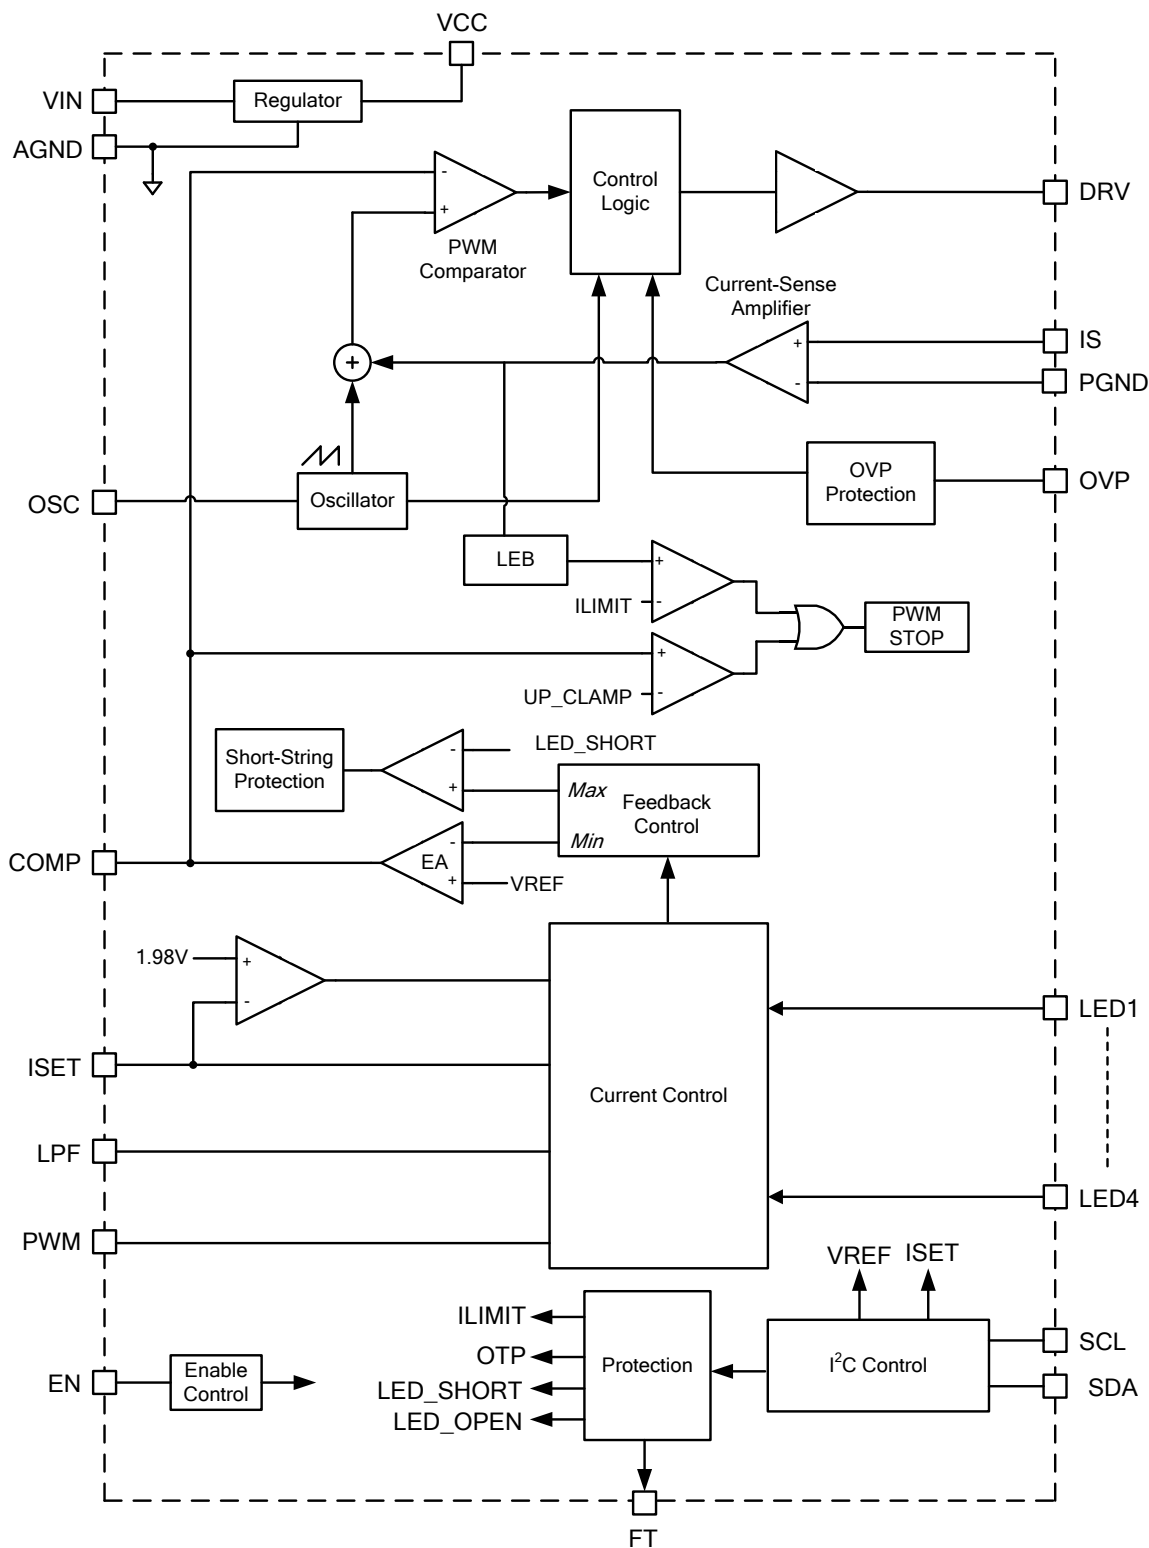 VCC
VIN
Regulator
AGND
-
+
PWM
Comparator
Control
Logic
DRV
Current-Sense
Amplifier
+
-
IS
PGND
+
OSC
Oscillator
OVP
Protection
OVP
LEB
+
-
ILIMIT
PWM
STOP
+
-
UP_CLAMP
Short-String
Protection
-
+
LED_SHORT
Max
Min
Feedback
Control
COMP
EA
-
+
VREF
1.98V
+
-
LED1
ISET
Current Control
LPF
LED4
PWM
VREF
ISET
ILIMIT
OTP
LED_SHORT
LED_OPEN
Protection
I²C Control
SCL
SDA
EN
Enable
Control
FT